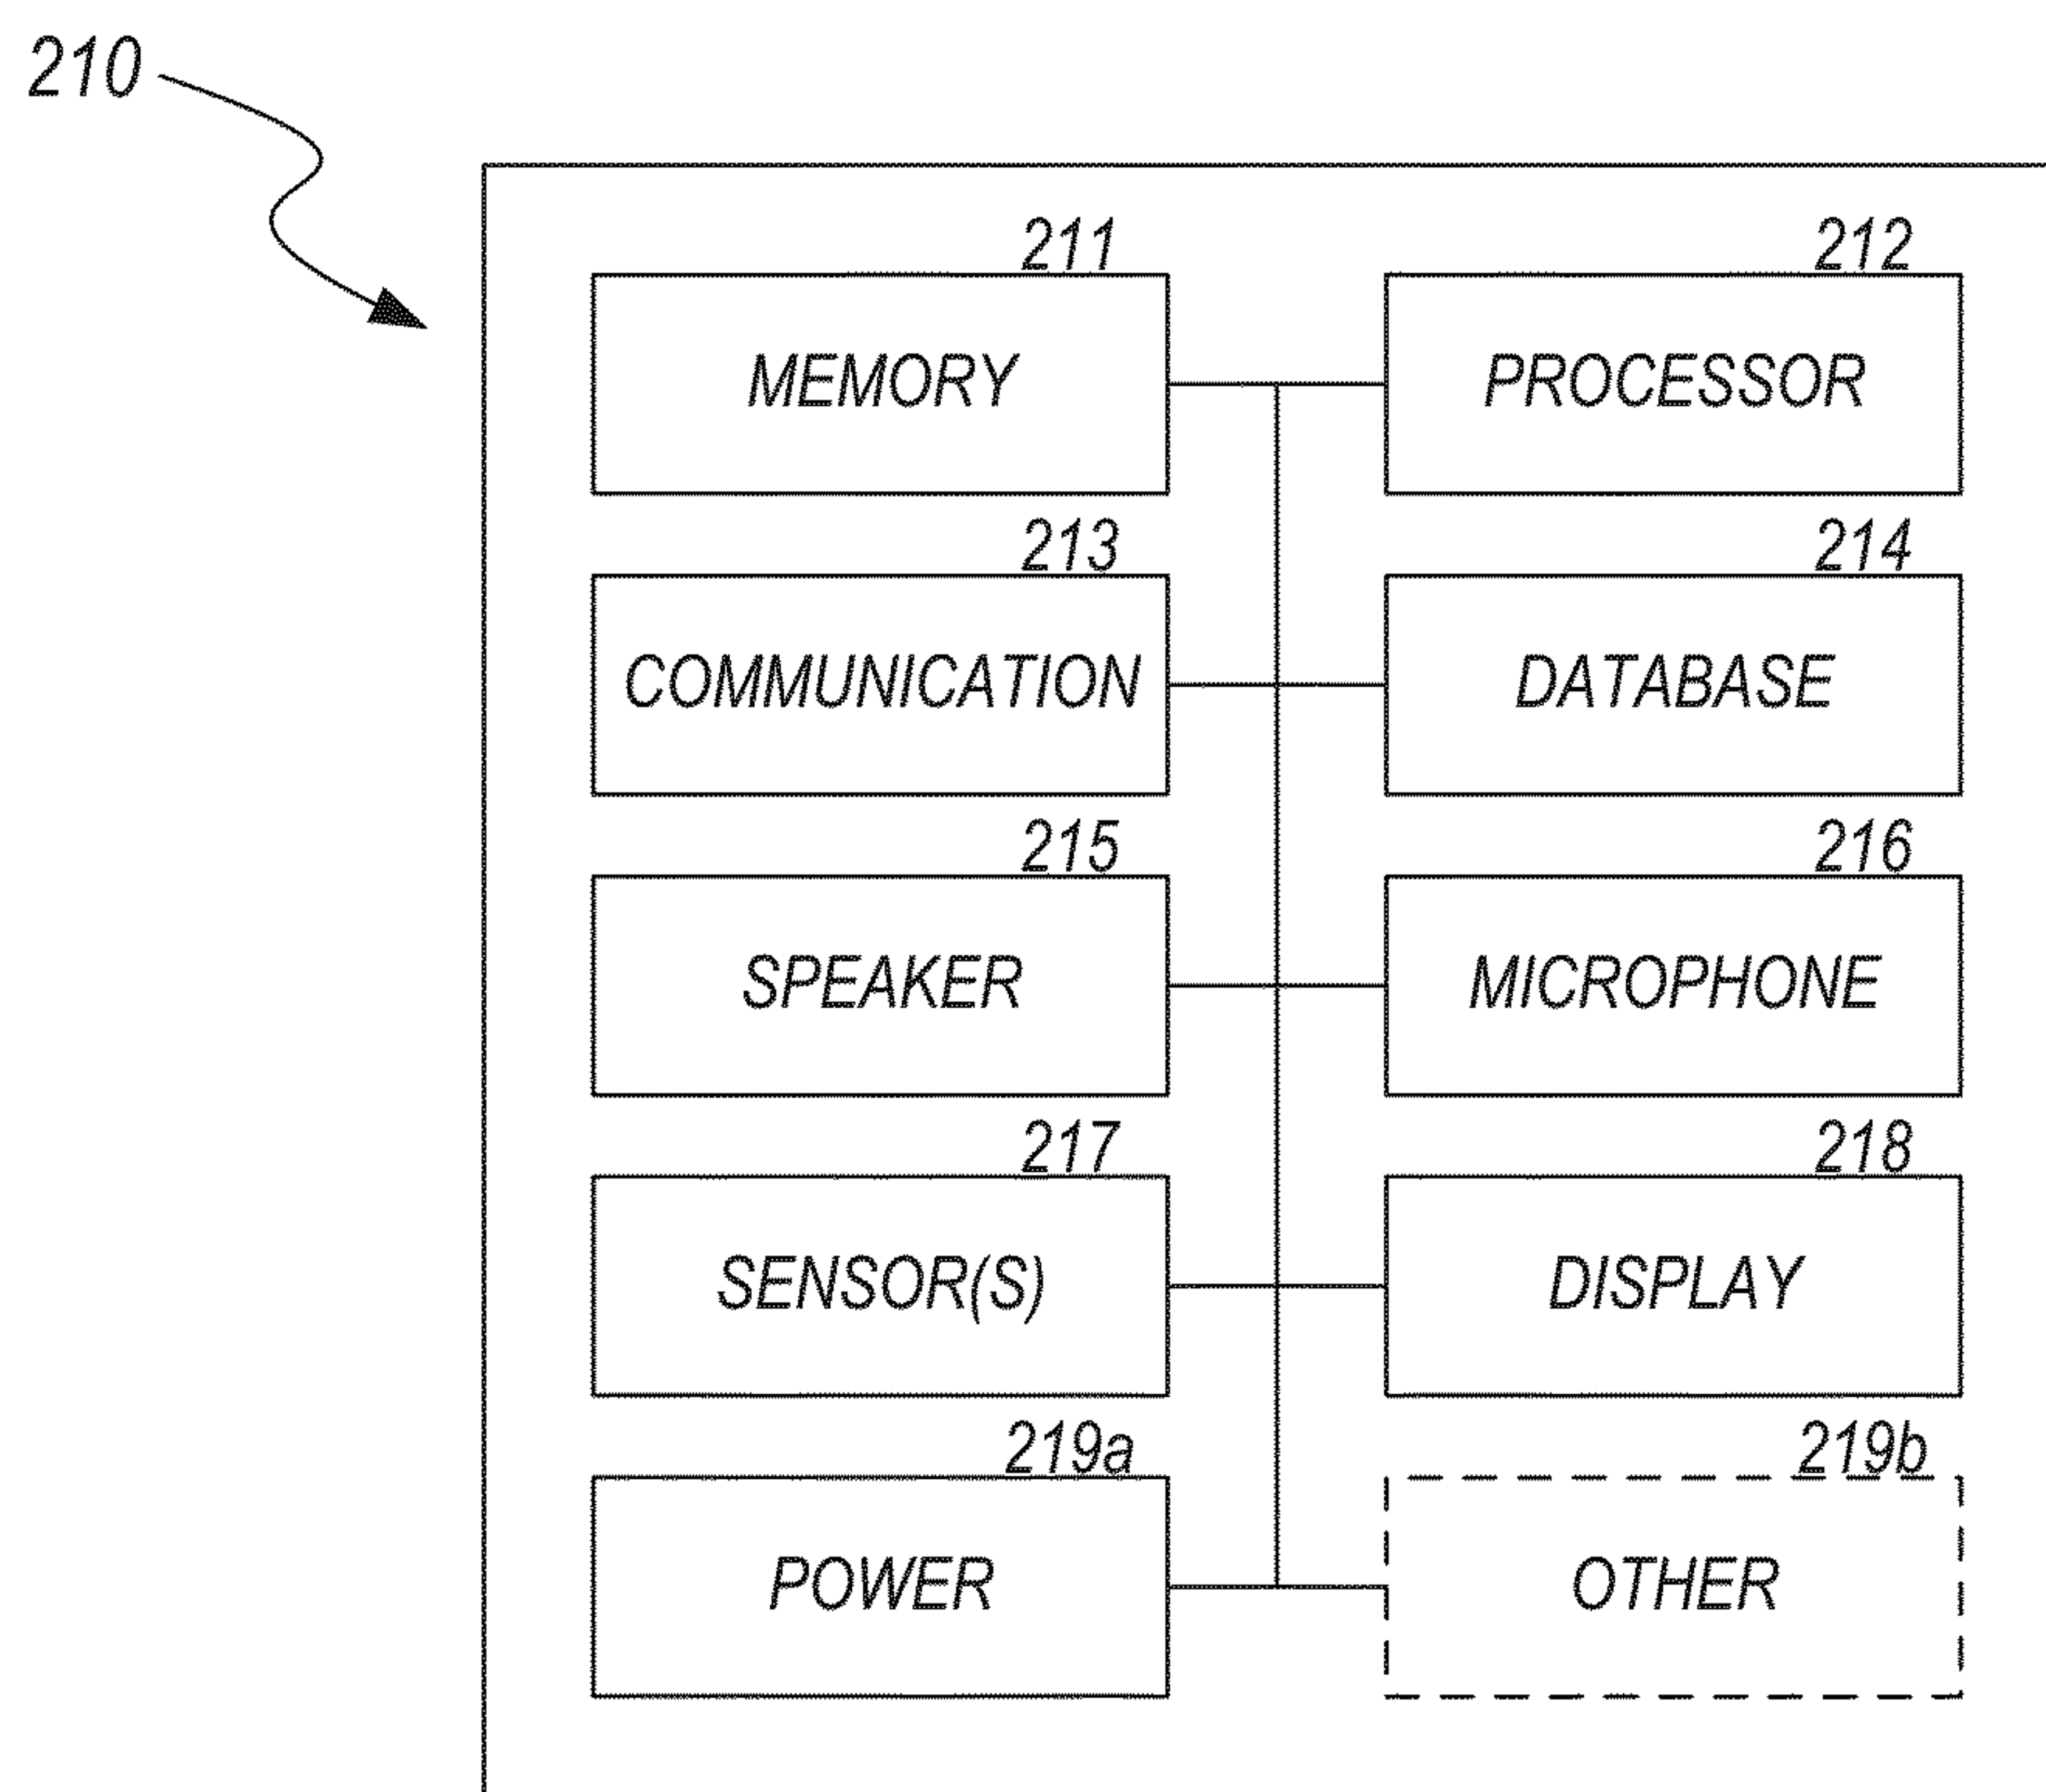 210
211
212
MEMORY
PROCESSOR
213
214
COMMUNICATION
DATABASE
215
216
SPEAKER
MICROPHONE
217
218
SENSOR(S)
DISPLAY
219a
219b
POWER
OTHER